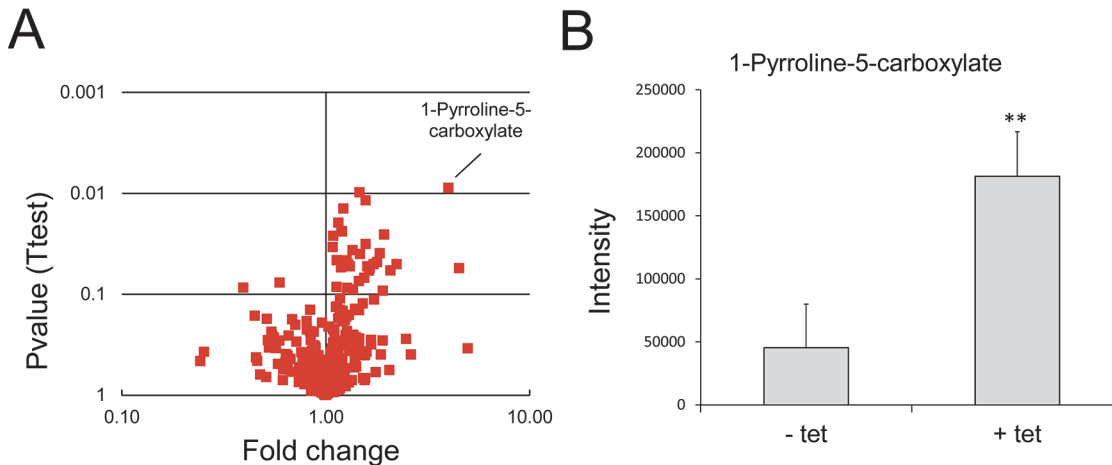 A
Pvalue (Ttest)
0.001
0.01
0.1
1
1-Pyrroline-5-
carboxylate
0.10
1.00
10.00
Fold change
B
1-Pyrroline-5-carboxylate
Intensity
250000
200000
150000
100000
50000
0
**
- tet
+ tet